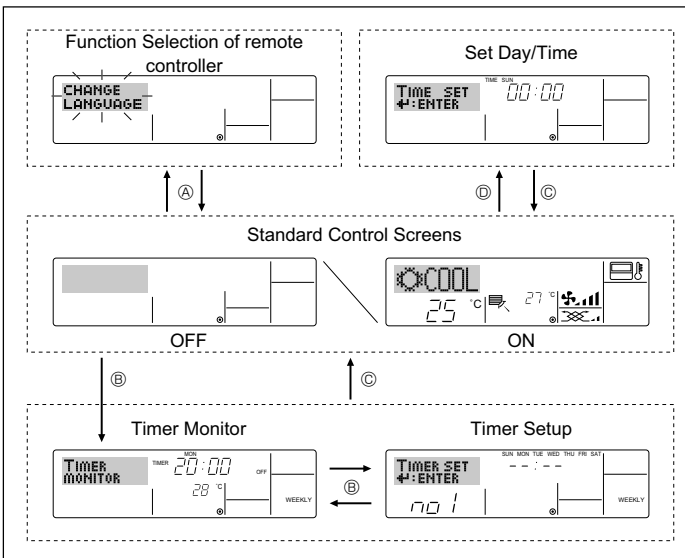 Function Selection of remote
controller
CHANGE
LANGUAGE
Set Day/Time
TIME SUN
TIME SET
↵:ENTER
00:00
Ⓐ
Ⓓ
Ⓒ
Standard Control Screens
COOL
25 °C
27 °C
OFF
ON
Ⓑ
Ⓒ
Timer Monitor
TIMER
MONITOR
MON
TIMER 20:00 OFF
28 °C
WEEKLY
Ⓑ
Timer Setup
SUN MON TUE WED THU FRI SAT
TIMER SET
↵:ENTER
--:--
no 1
WEEKLY